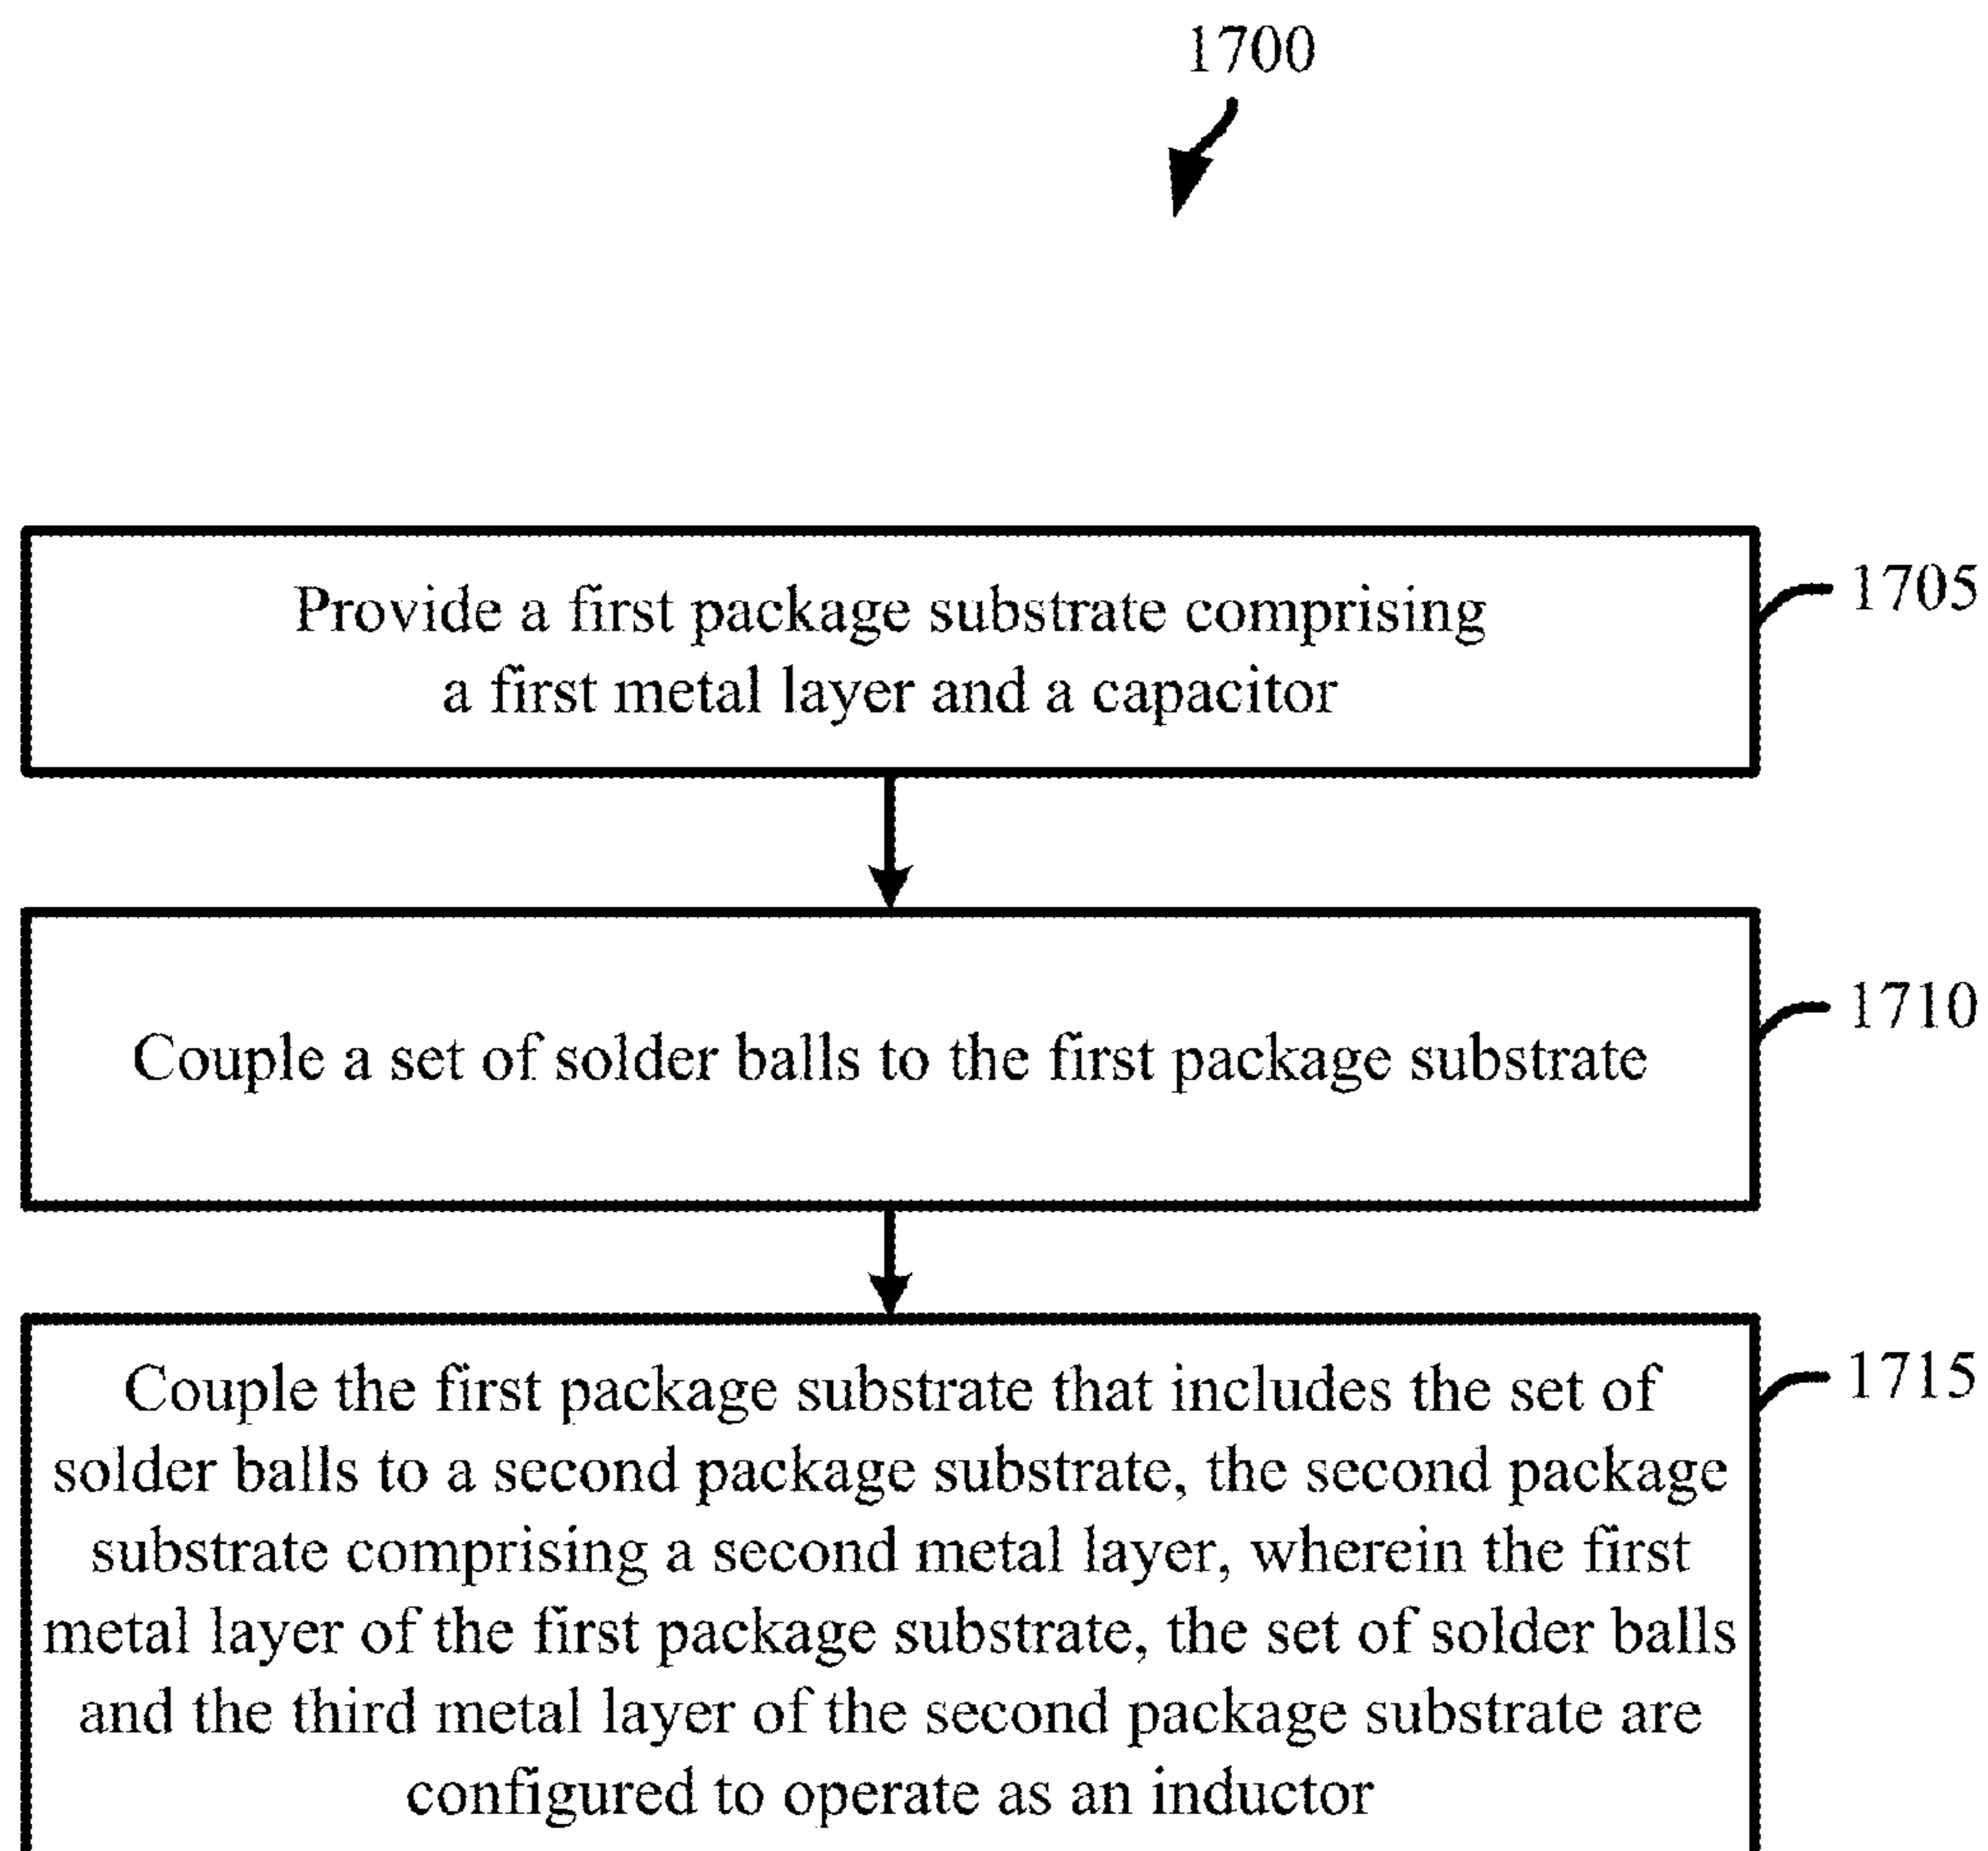 1700
Provide a first package substrate comprising
a first metal layer and a capacitor
1705
Couple a set of solder balls to the first package substrate
1710
Couple the first package substrate that includes the set of
solder balls to a second package substrate, the second package
substrate comprising a second metal layer, wherein the first
metal layer of the first package substrate, the set of solder balls
and the third metal layer of the second package substrate are
configured to operate as an inductor
1715